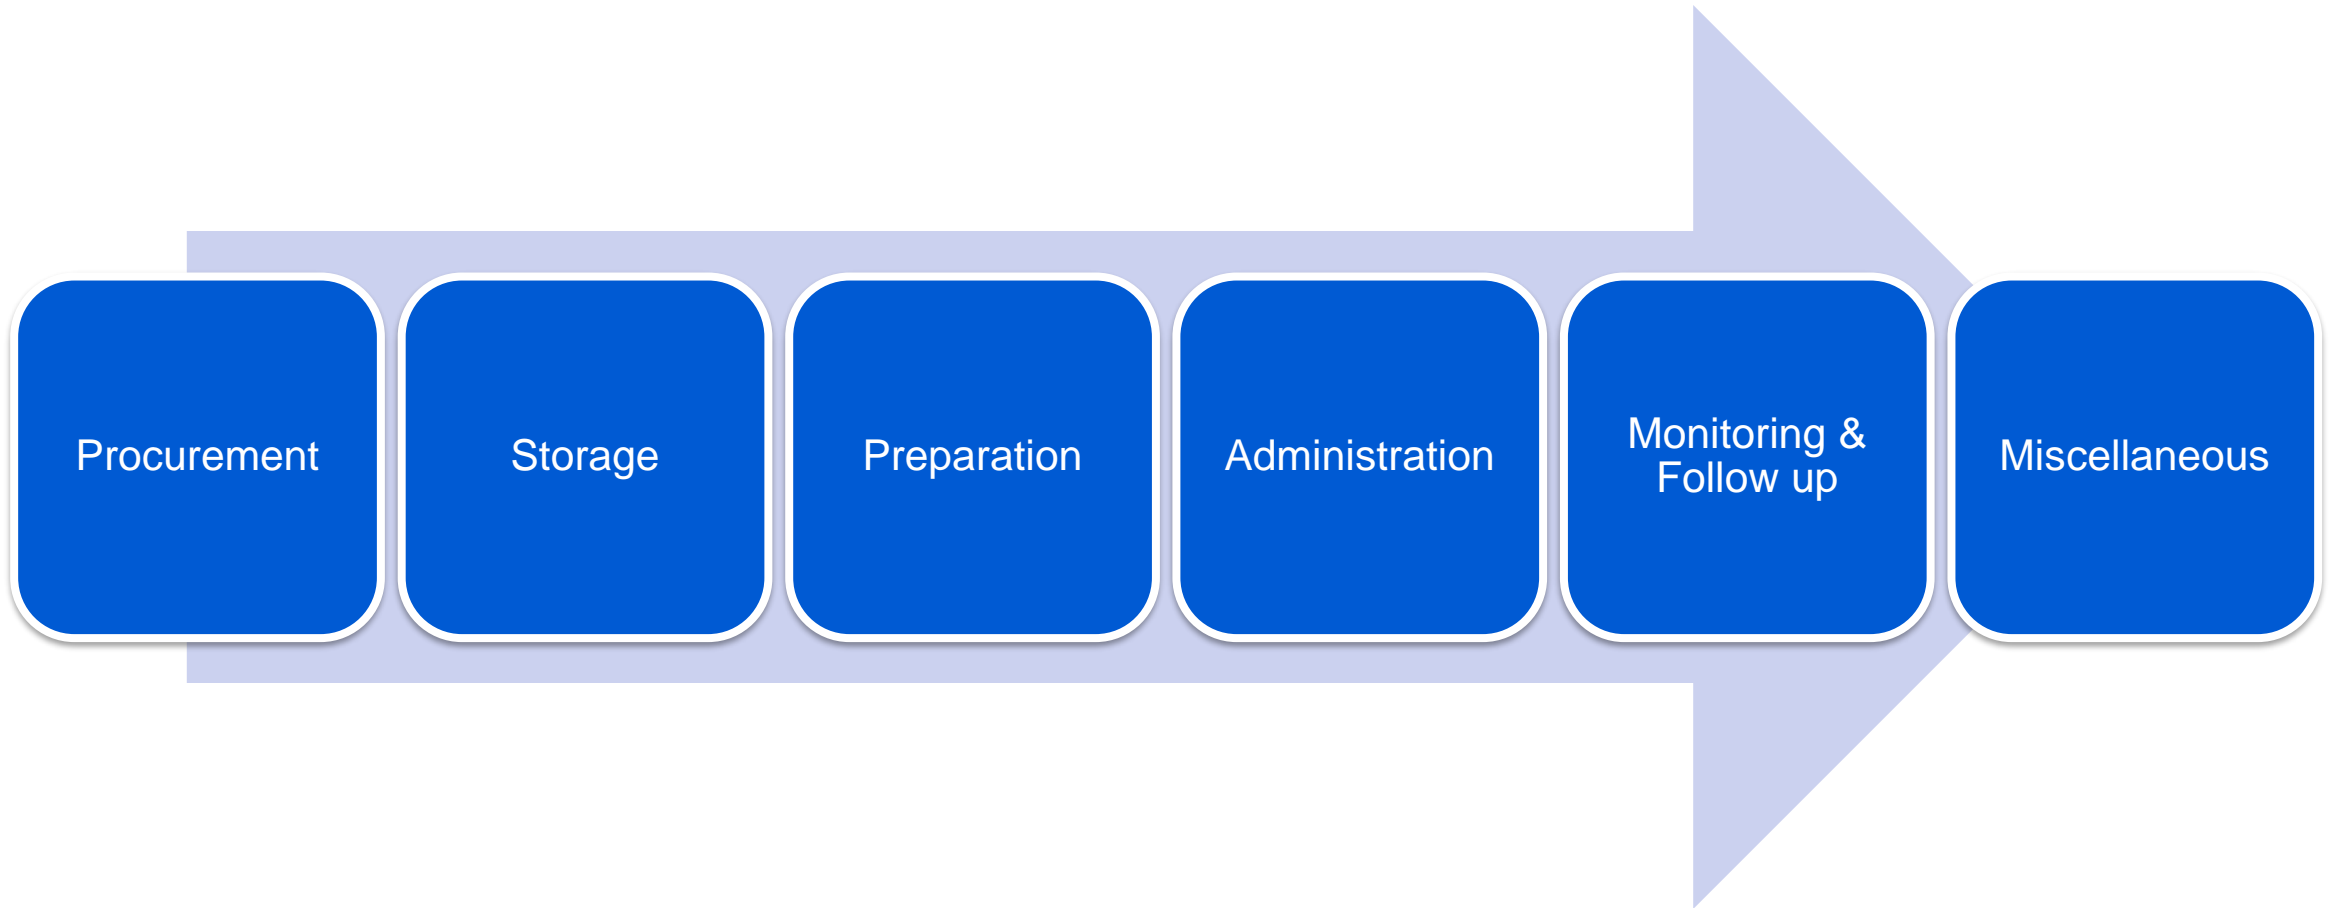 Procurement
Storage
Preparation
Administration
Monitoring &
Follow up
Miscellaneous